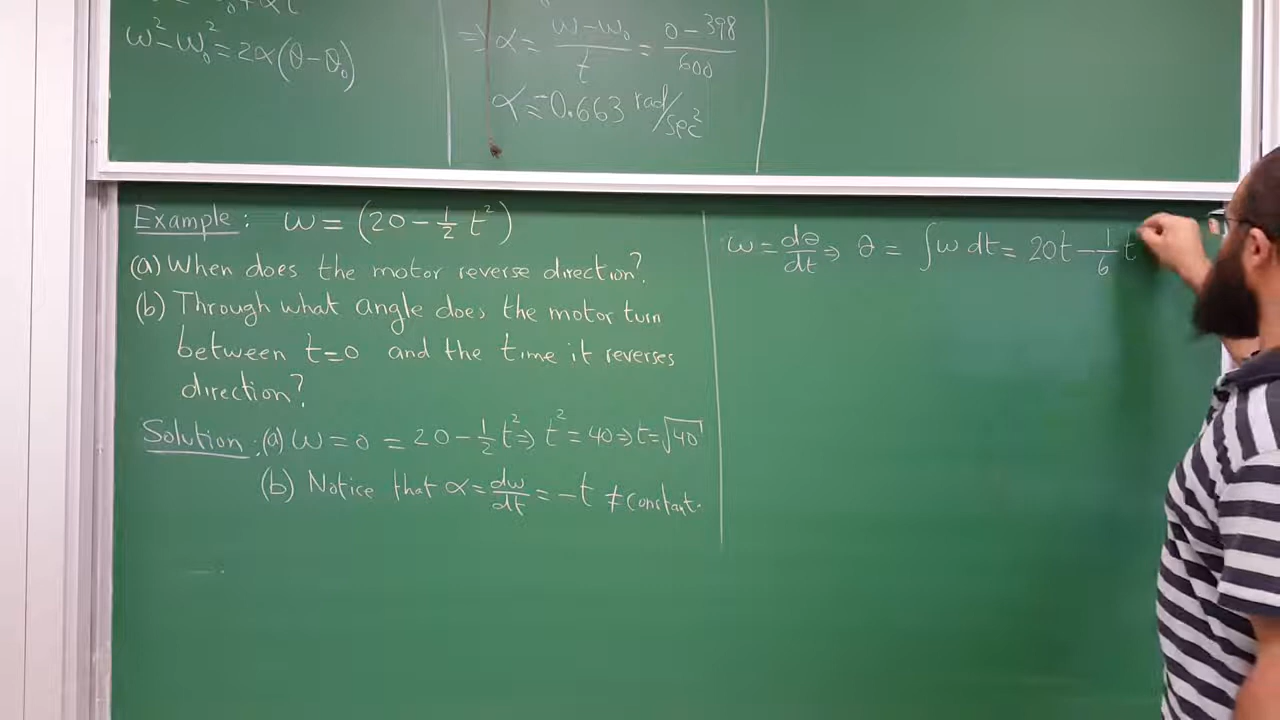 ω²-ω₀² = 2α(θ-θ₀)
⇒ α = ω-ω₀/t = 0-398/600
α = -0.663 rad/sec²
Example: ω = (20 - 1/2 t²)
(a) When does the motor reverse direction?
(b) Through what angle does the motor turn
between t=0 and the time it reverses
direction?
Solution: (a) ω = 0 = 20 - 1/2 t² ⇒ t² = 40 ⇒ t = √40
(b) Notice that α = dω/dt = -t ≠ constant.
ω = dθ/dt ⇒ θ = ∫ω dt = 20t - 1/6 t